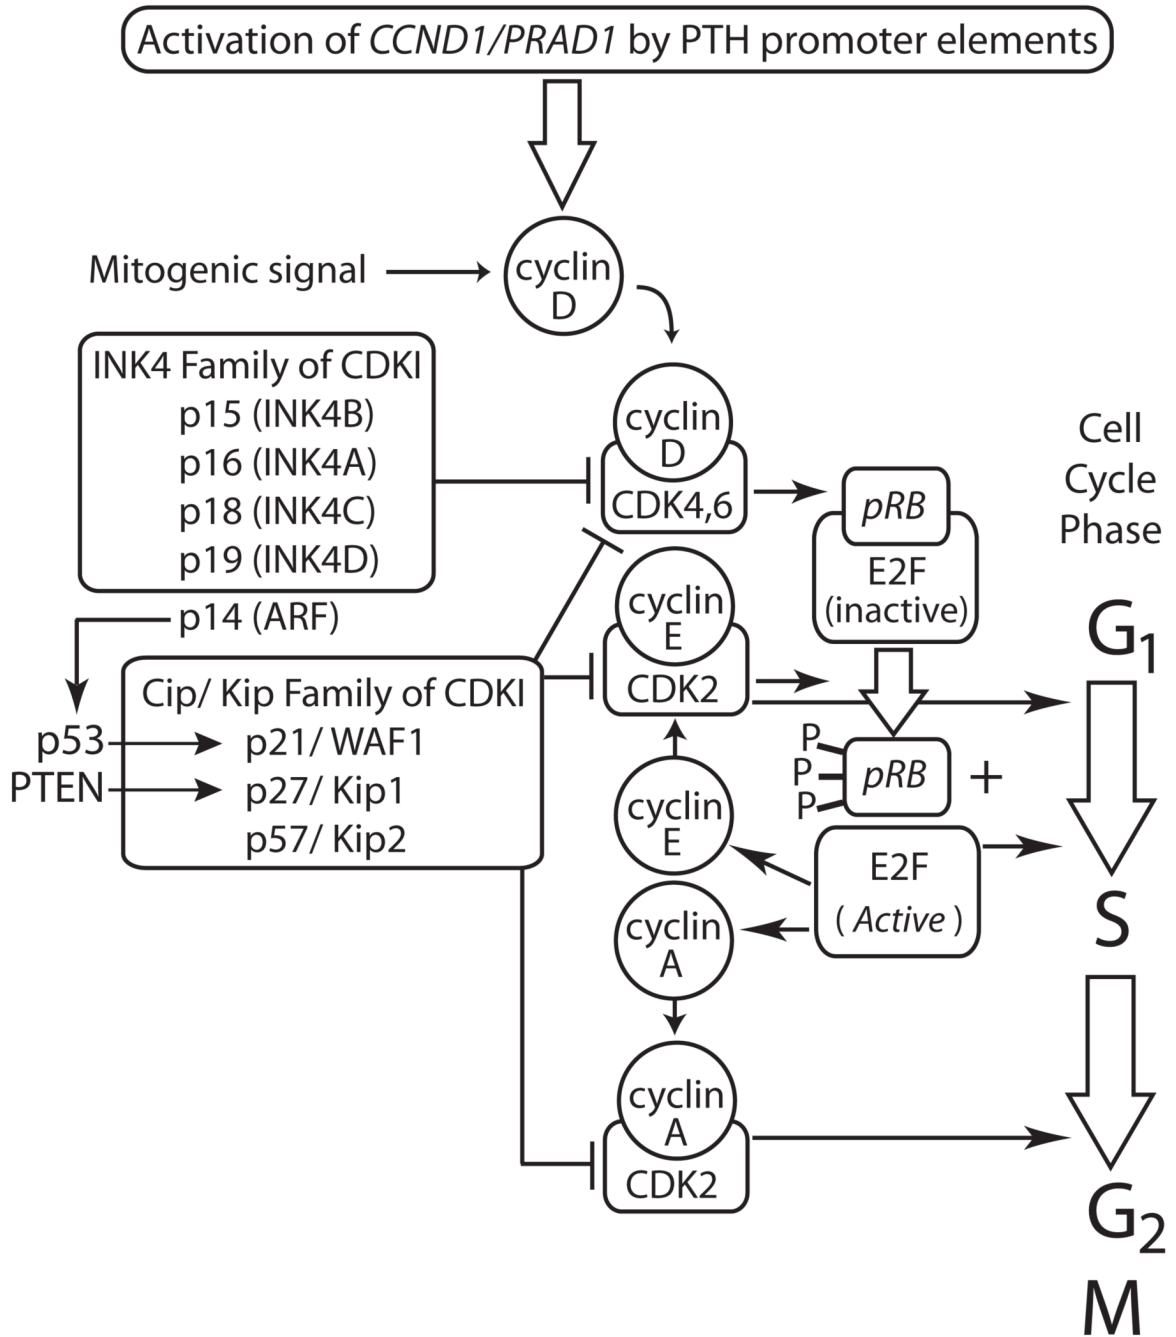 Activation of CCND1/PRAD1 by PTH promoter elements
Mitogenic signal
cyclin
D
INK4 Family of CDKI
p15 (INK4B)
p16 (INK4A)
p18 (INK4C)
p19 (INK4D)
p14 (ARF)
cyclin
D
CDK4,6
pRB
E2F
(inactive)
Cell
Cycle
Phase
G1
Cip/ Kip Family of CDKI
p53
p21/ WAF1
PTEN
p27/ Kip1
p57/ Kip2
cyclin
E
CDK2
P
P
P
pRB
+
cyclin
E
E2F
( Active )
cyclin
A
S
cyclin
A
CDK2
G2
M